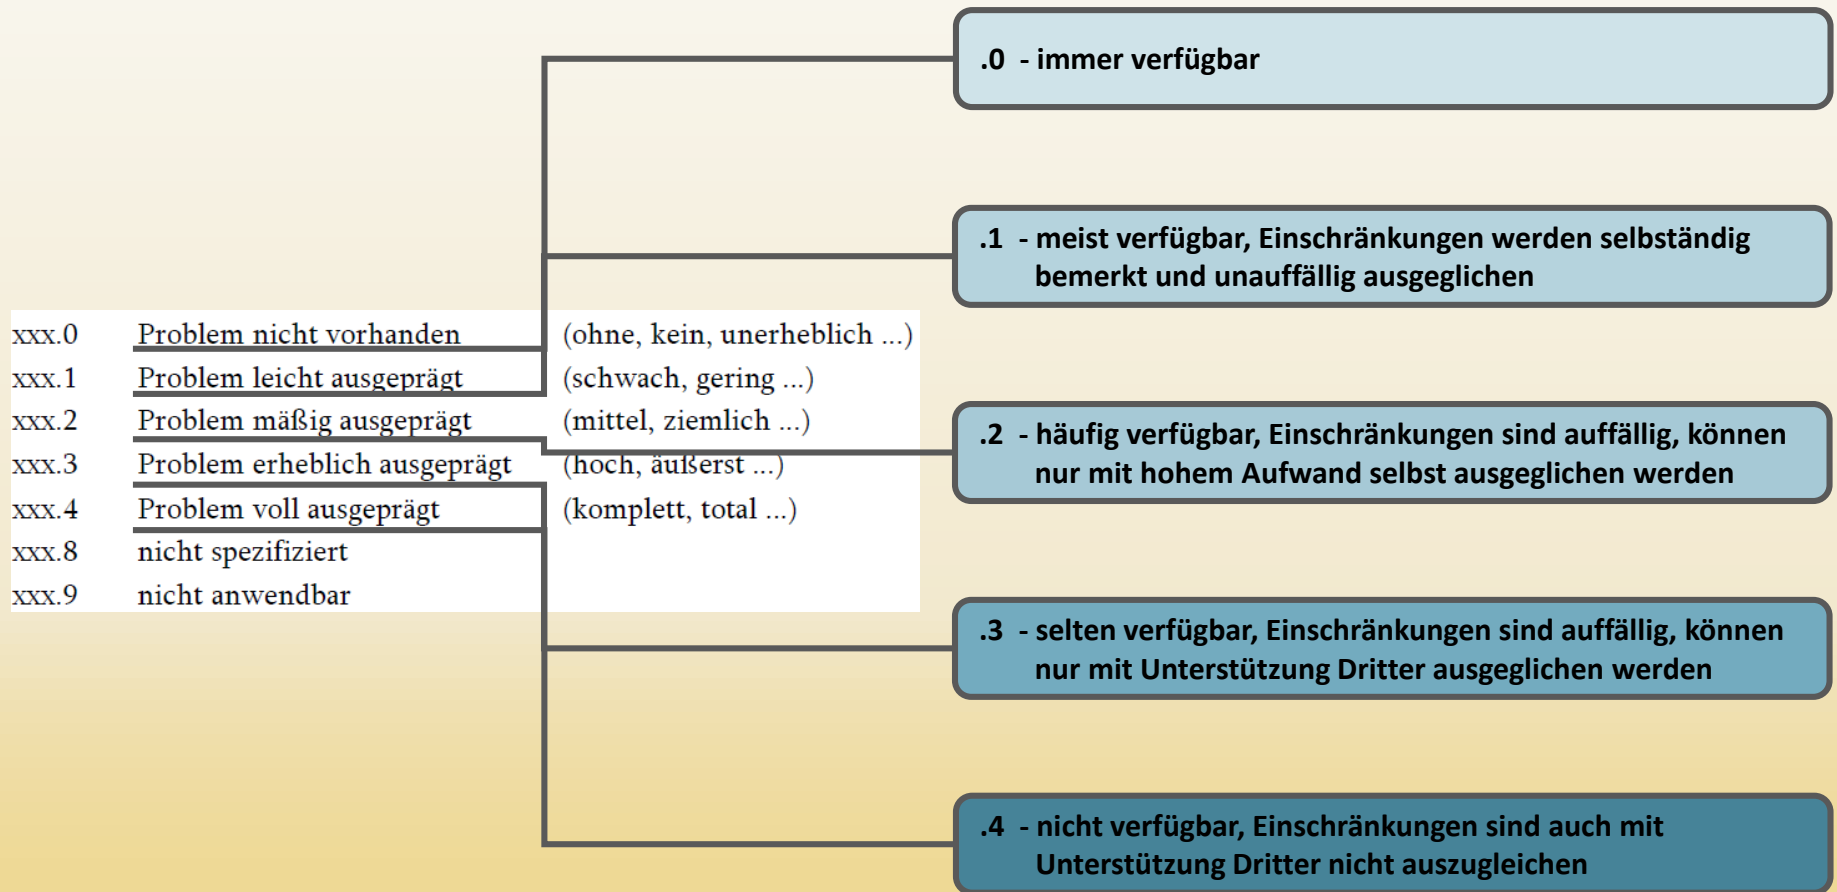 .0 - immer verfügbar
.1 - meist verfügbar, Einschränkungen werden selbständig
bemerkt und unauffällig ausgeglichen
xxx.0 Problem nicht vorhanden (ohne, kein, unerheblich ...)
xxx.1 Problem leicht ausgeprägt (schwach, gering ...)
xxx.2 Problem mäßig ausgeprägt (mittel, ziemlich ...)
xxx.3 Problem erheblich ausgeprägt (hoch, äußerst ...)
xxx.4 Problem voll ausgeprägt (komplett, total ...)
xxx.8 nicht spezifiziert
xxx.9 nicht anwendbar
.2 - häufig verfügbar, Einschränkungen sind auffällig, können
nur mit hohem Aufwand selbst ausgeglichen werden
.3 - selten verfügbar, Einschränkungen sind auffällig, können
nur mit Unterstützung Dritter ausgeglichen werden
.4 - nicht verfügbar, Einschränkungen sind auch mit
Unterstützung Dritter nicht auszugleichen